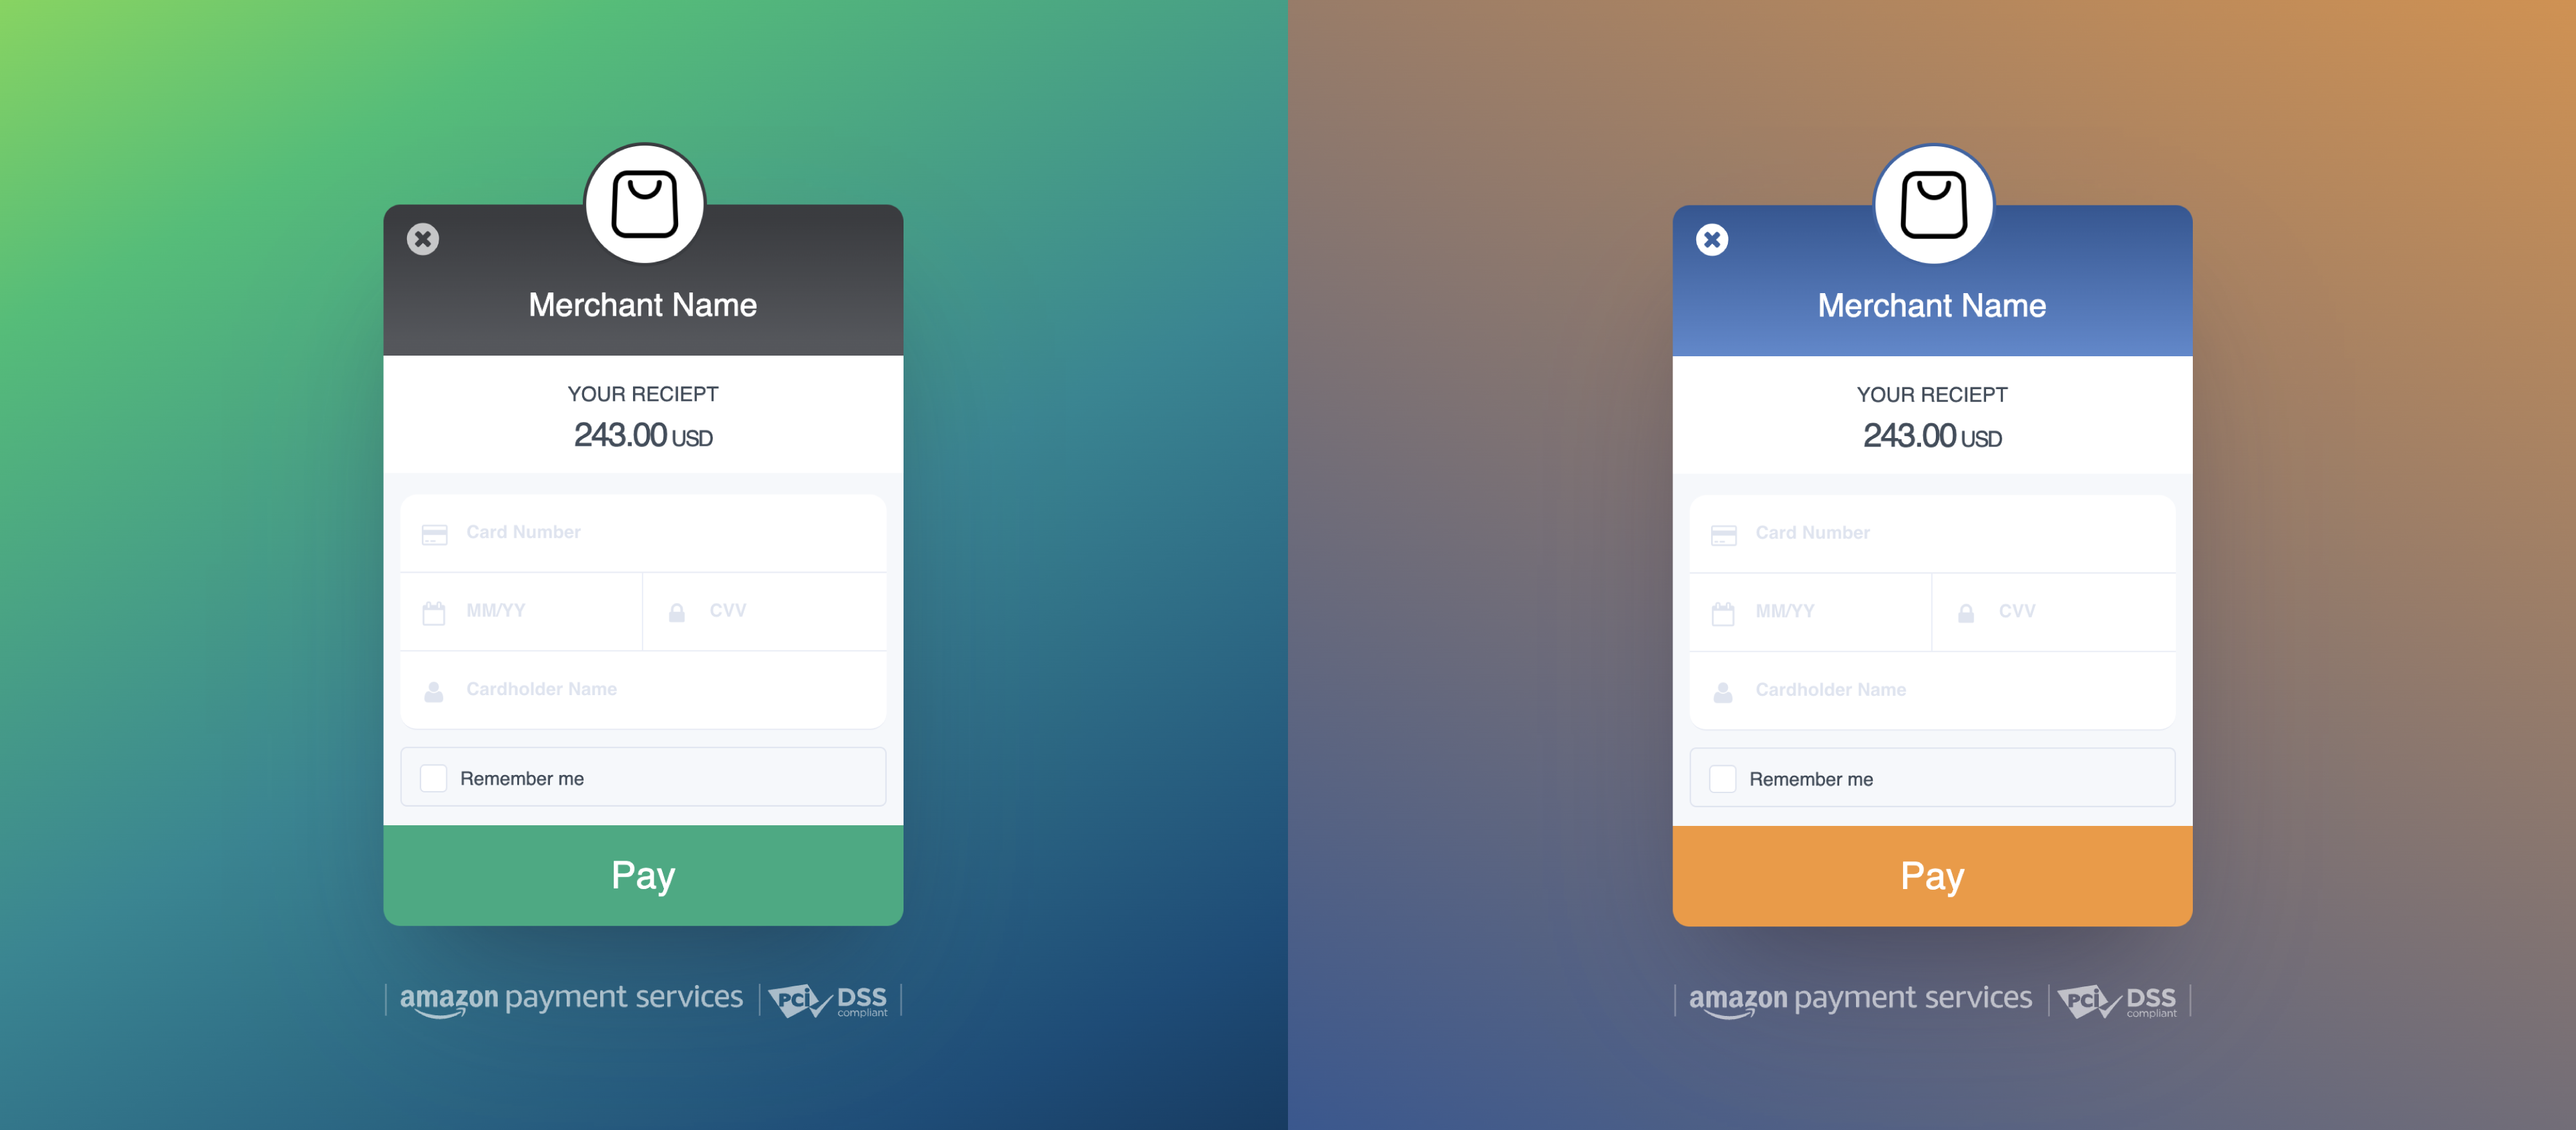 Merchant Name
YOUR RECIEPT
243.00 USD
Card Number
MM/YY
CVV
Cardholder Name
Remember me
Pay
amazon payment services
PCi DSS
compliant
Merchant Name
YOUR RECIEPT
243.00 USD
Card Number
MM/YY
CVV
Cardholder Name
Remember me
Pay
amazon payment services
PCi DSS
compliant